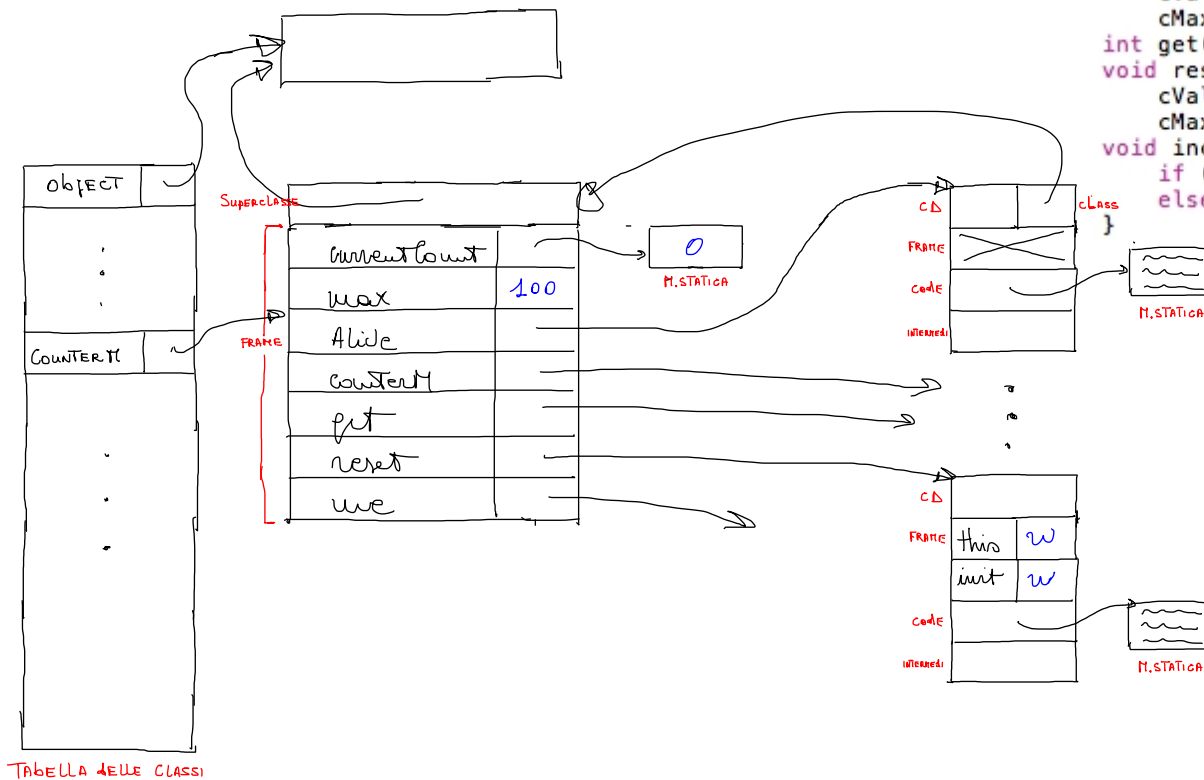 cMax
int get(
void res
cVal
cMax
void inc
if (
else
}
ObjECT
COUNTERM
TABELLA dELLE CLASSI
SUPERCLASSE
FRAME
currentCount
max
100
Alive
counterM
get
reset
inc
0
M.STATICA
CD
CLASS
FRAME
CodE
M.STATICA
INTERMEDI
CD
FRAME
this
w
init
w
CodE
M.STATICA
INTERMEDI